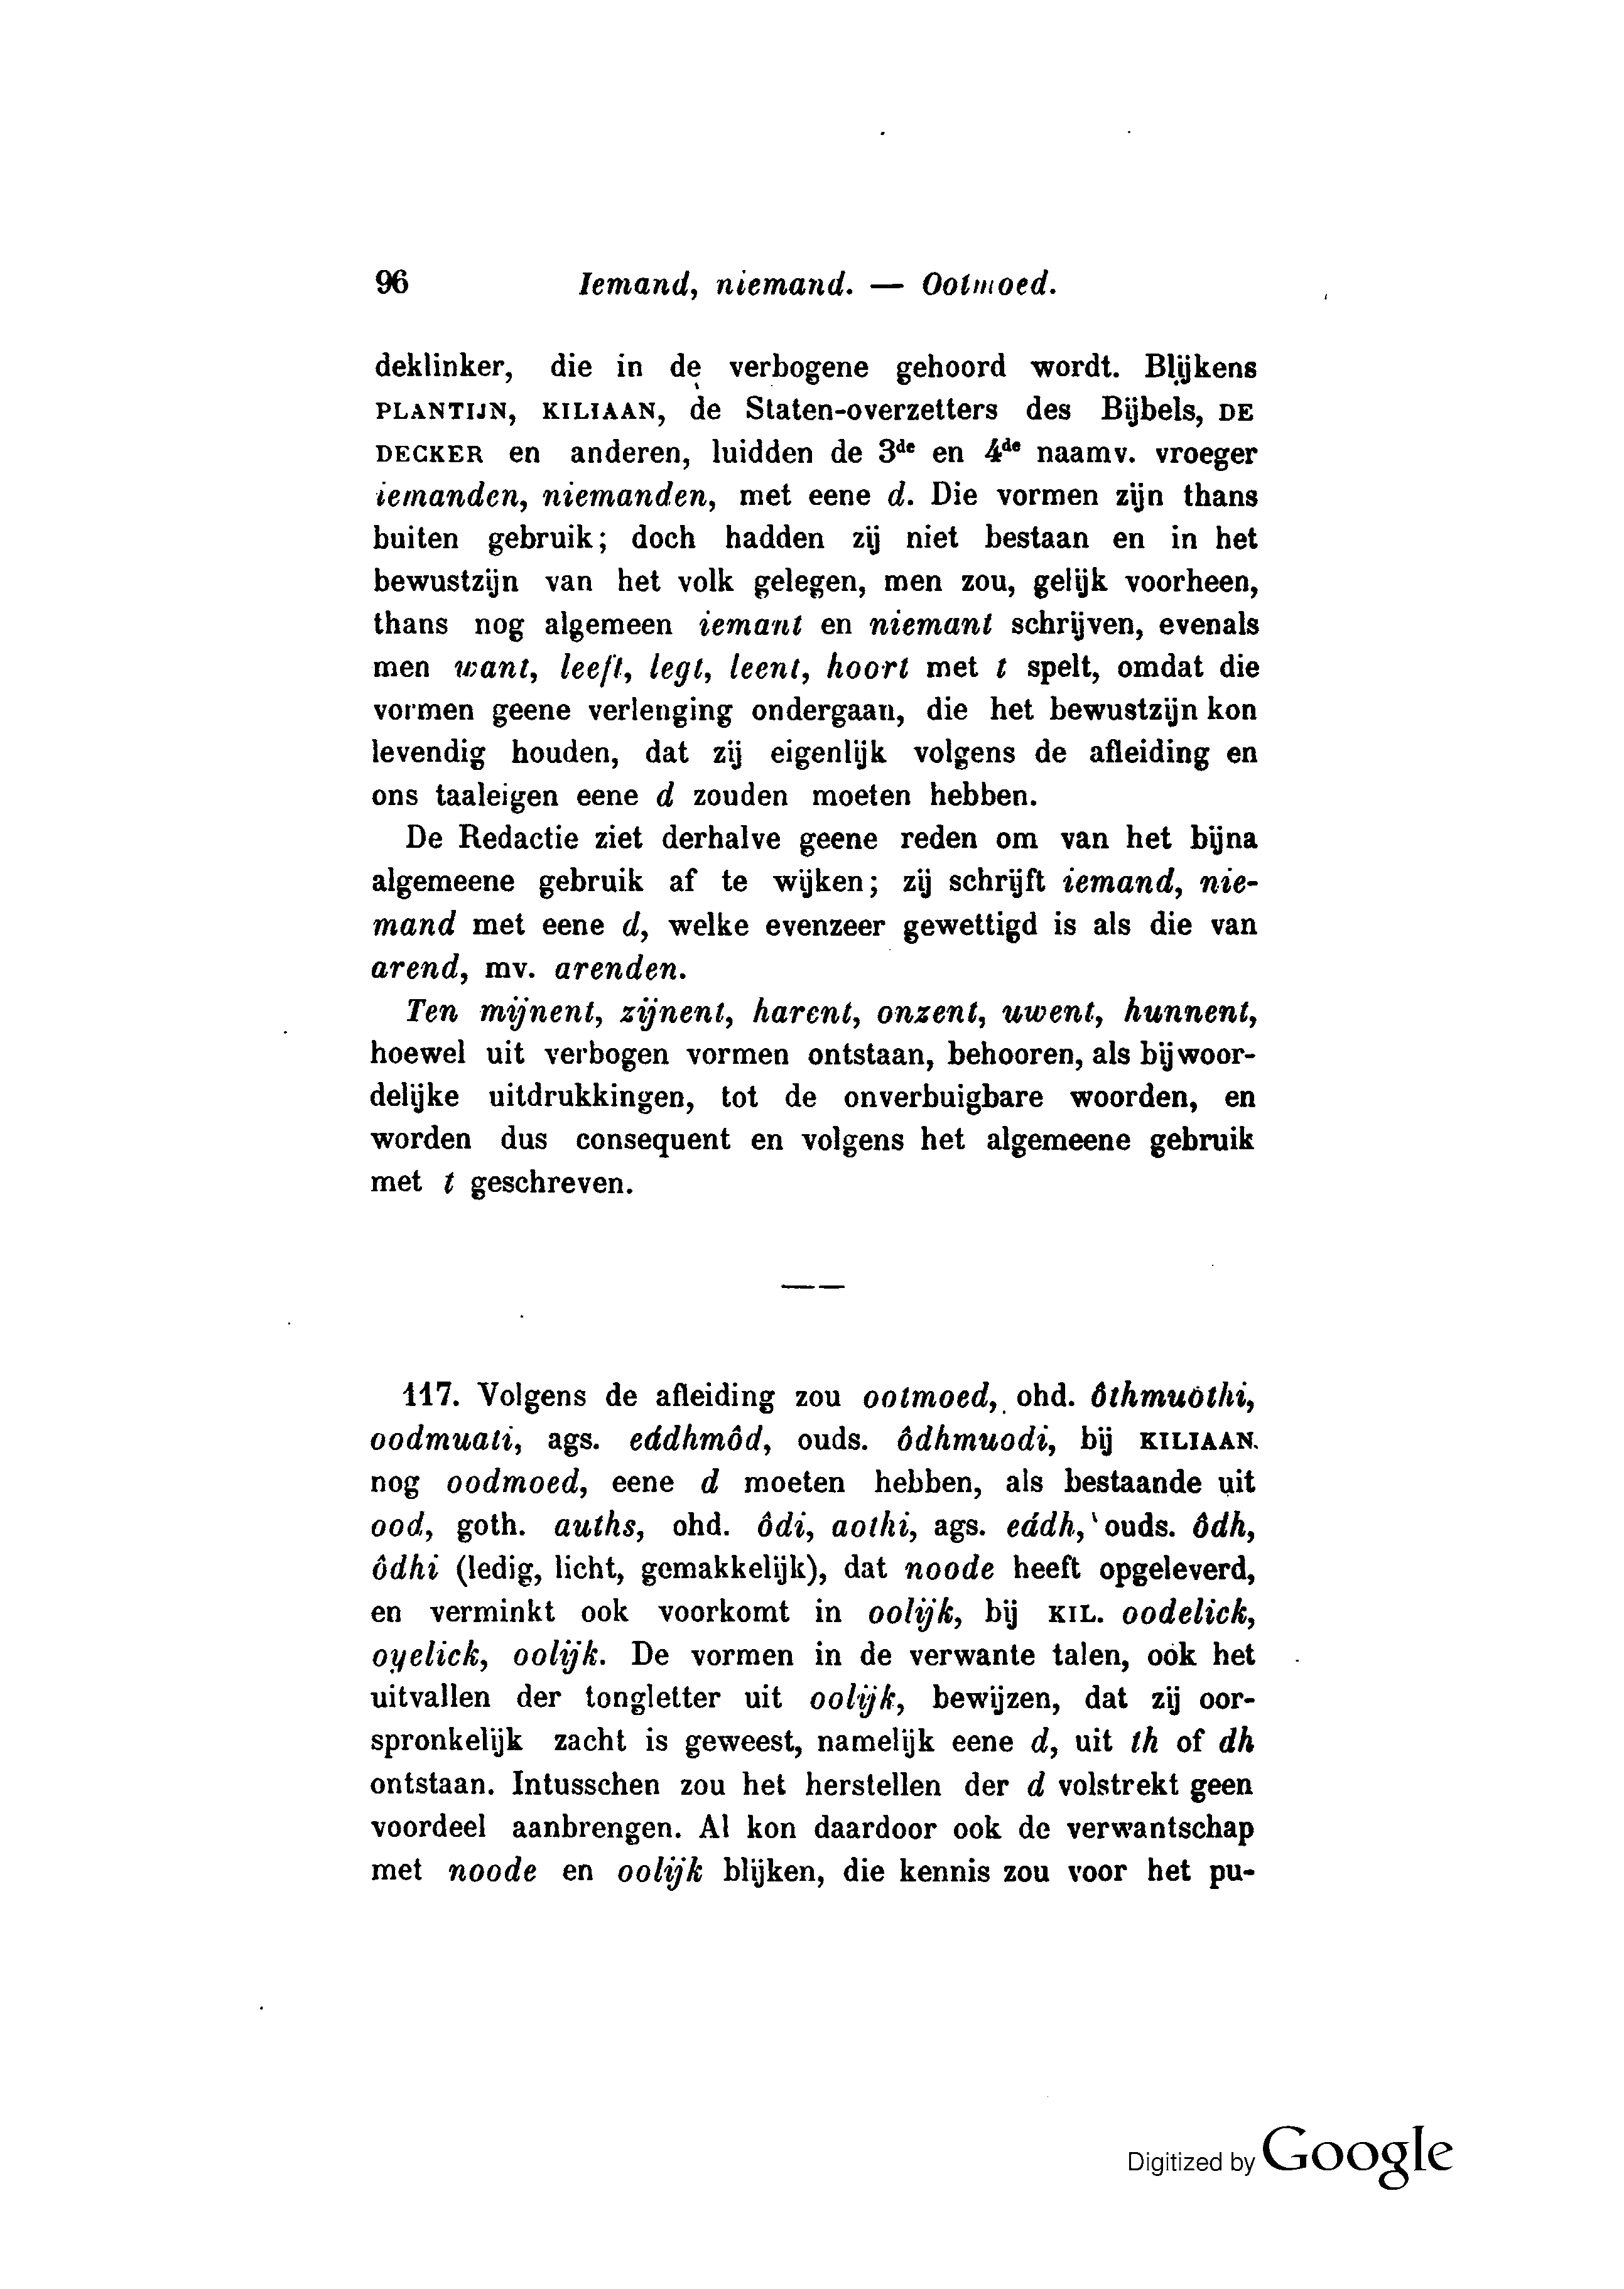 96 Iemand, niemand. — Ootmoed.
deklinker, die in de verbogene gehoord wordt. Blijkens
PLANTIJN, KILIAAN, de Staten-overzetters des Bijbels, DE
DECKER en anderen, luidden de 3de en 4de naamv. vroeger
iemanden, niemanden, met eene d. Die vormen zijn thans
buiten gebruik; doch hadden zij niet bestaan en in het
bewustzijn van het volk gelegen, men zou, gelijk voorheen,
thans nog algemeen iemant en niemant schrijven, evenals
men want, leeft, legt, leent, hoort met t spelt, omdat die
vormen geene verlenging ondergaan, die het bewustzijn kon
levendig houden, dat zij eigenlijk volgens de afleiding en
ons taaleigen eene d zouden moeten hebben.
De Redactie ziet derhalve geene reden om van het bijna
algemeene gebruik af te wijken; zij schrijft iemand, nie-
mand met eene d, welke evenzeer gewettigd is als die van
arend, mv. arenden.
Ten mijnent, zijnent, harent, onzent, uwent, hunnent,
hoewel uit verbogen vormen ontstaan, behooren, als bijwoor-
delijke uitdrukkingen, tot de onverbuigbare woorden, en
worden dus consequent en volgens het algemeene gebruik
met t geschreven.
117. Volgens de afleiding zou ootmoed, ohd. ôthmuothi,
oodmuati, ags. eádhmôd, ouds. ôdhmuodi, bij KILIAAN
nog oodmoed, eene d moeten hebben, als bestaande uit
ood, goth. auths, ohd. ôdi, aothi, ags. eádh, ouds. ôdh,
ôdhi (ledig, licht, gemakkelijk), dat noode heeft opgeleverd,
en verminkt ook voorkomt in oolijk, bij KIL. oodelick,
oyelick, oolijk. De vormen in de verwante talen, ook het
uitvallen der tongletter uit oolijk, bewijzen, dat zij oor-
spronkelijk zacht is geweest, namelijk eene d, uit th of dh
ontstaan. Intusschen zou het herstellen der d volstrekt geen
voordeel aanbrengen. Al kon daardoor ook de verwantschap
met noode en oolijk blijken, die kennis zou voor het pu-
Digitized by Google